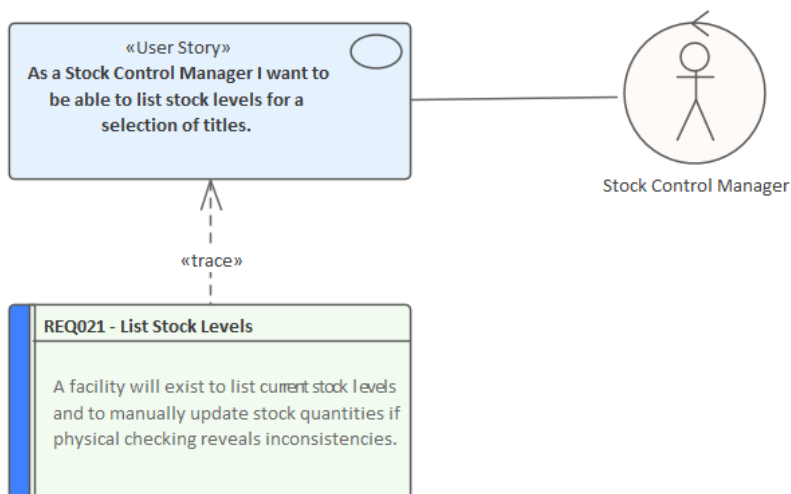 «User Story»
As a Stock Control Manager I want to
be able to list stock levels for a
selection of titles.
Stock Control Manager
«trace»
REQ021 - List Stock Levels
A facility will exist to list current stock levels
and to manually update stock quantities if
physical checking reveals inconsistencies.